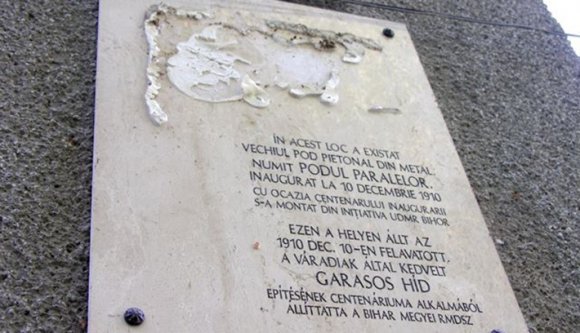 ÎN ACEST LOC A EXISTAT
VECHIUL POD PIETONAL DIN METAL,
NUMIT PODUL PARALELOR.
INAUGURAT LA 10 DECEMBRIE 1910
CU OCAZIA CENTENARULUI INAUGURARII
S-A MONTAT DIN INIŢIATIVA UDMR BIHOR
EZEN A HELYEN ÁLLT AZ
1910 DEC. 10-ÉN FELAVATOTT,
A VÁRADIAK ÁLTAL KEDVELT
GARASOS HÍD
ÉPÍTÉSÉNEK CENTENÁRIUMA ALKALMÁBÓL
ÁLLÍTTATTA A BIHAR MEGYEI RMDSZ